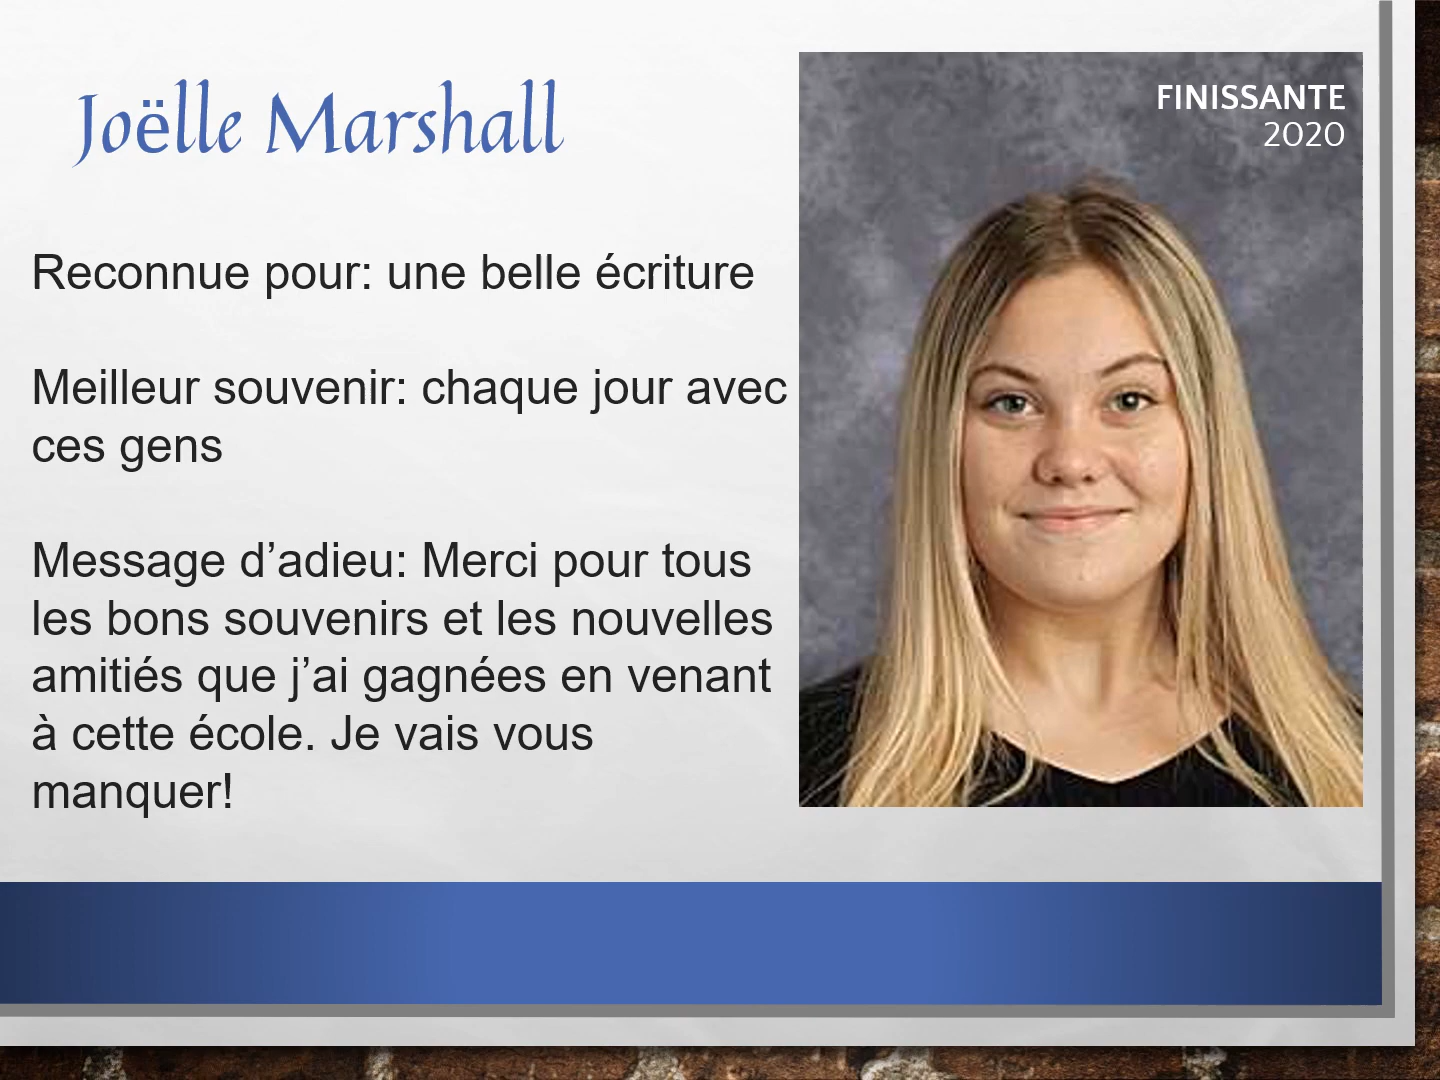 Joëlle Marshall
FINISSANTE
2020
Reconnue pour: une belle écriture
Meilleur souvenir: chaque jour avec
ces gens
Message d’adieu: Merci pour tous
les bons souvenirs et les nouvelles
amitiés que j’ai gagnées en venant
à cette école. Je vais vous
manquer!